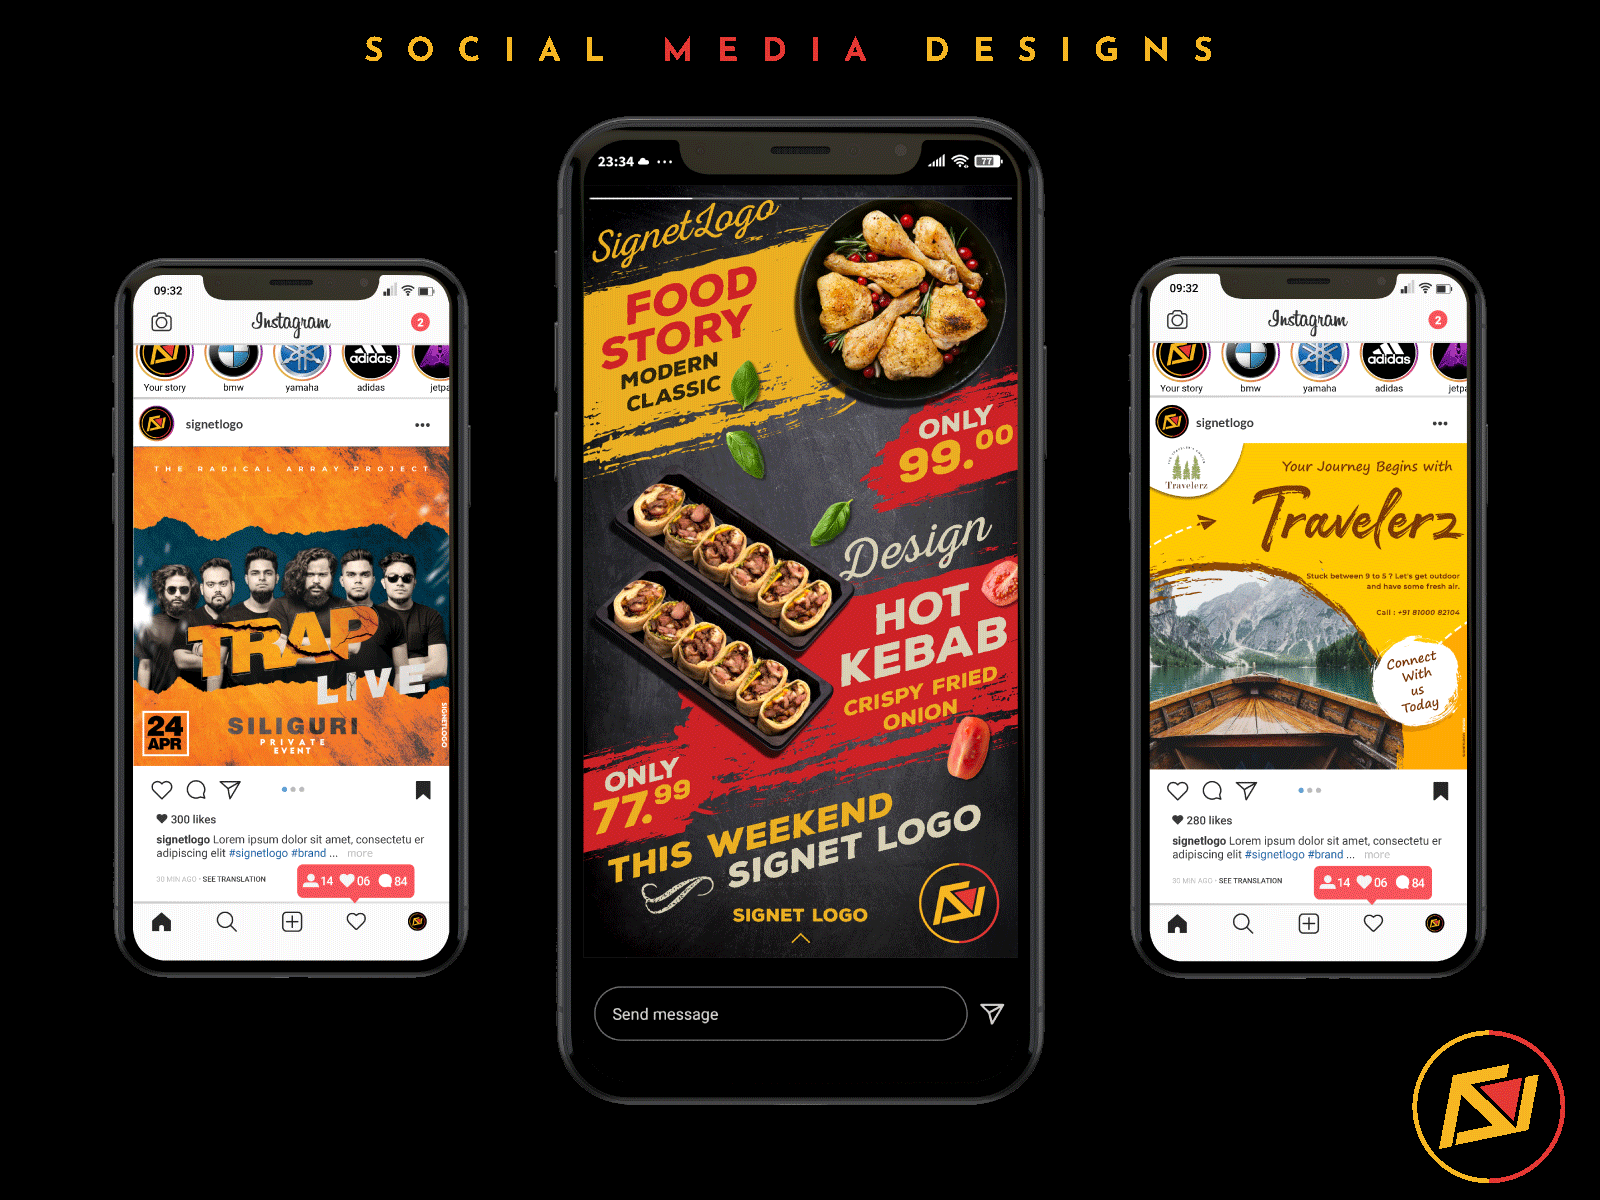 SOCIAL MEDIA DESIGNS
09:32
Instagram
2
adidas
Your story
bmw
yamaha
adidas
jetpa
signetlogo
THE RADICAL ARRAY PROJECT
TRAP
LIVE
24
APR
SILIGURI
PRIVATE
EVENT
SIGNETLOGO
300 likes
signetlogo Lorem ipsum dolor sit amet, consectetu er
adipiscing elit #signetlogo #brand ... more
30 MIN AGO • SEE TRANSLATION
14 06 84
23:34
77
SignetLogo
FOOD
STORY
MODERN
CLASSIC
ONLY
99.00
Design
HOT
KEBAB
CRISPY FRIED
ONION
ONLY
77.99
THIS WEEKEND
SIGNET LOGO
SIGNET LOGO
Send message
09:32
Instagram
2
adidas
Your story
bmw
yamaha
adidas
jetpa
signetlogo
Travelerz
Your Journey Begins with
Travelerz
Stuck between 9 to 5 ? Let's get outdoor
and have some fresh air.
Call : +91 81000 82104
Connect
With
us
Today
280 likes
signetlogo Lorem ipsum dolor sit amet, consectetu er
adipiscing elit #signetlogo #brand ... more
30 MIN AGO • SEE TRANSLATION
14 06 84